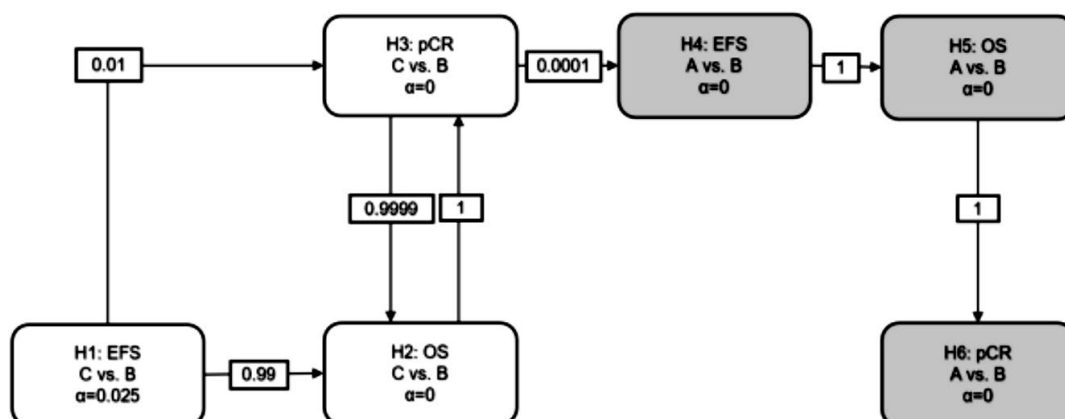 H3: pCR
C vs. B
α=0
H4: EFS
A vs. B
α=0
H5: OS
A vs. B
α=0
0.01
0.0001
1
0.9999
1
1
H1: EFS
C vs. B
α=0.025
0.99
H2: OS
C vs. B
α=0
H6: pCR
A vs. B
α=0